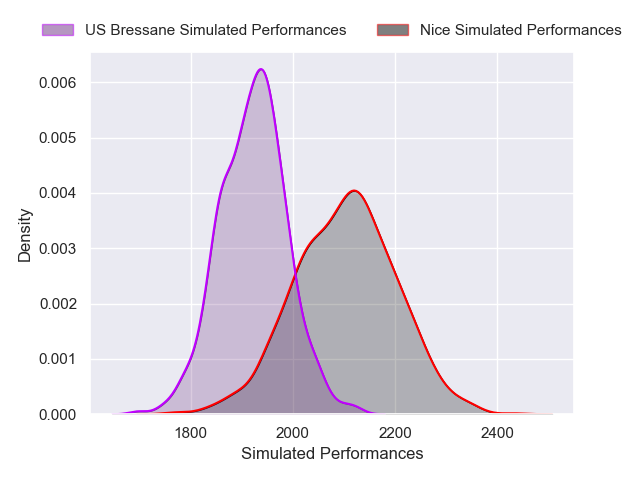 US Bressane Simulated Performances Nice Simulated Performances
0.006
0.005
0.004
0.003
0.002
0.001
0.000
Density
1800 2000 2200 2400
Simulated Performances